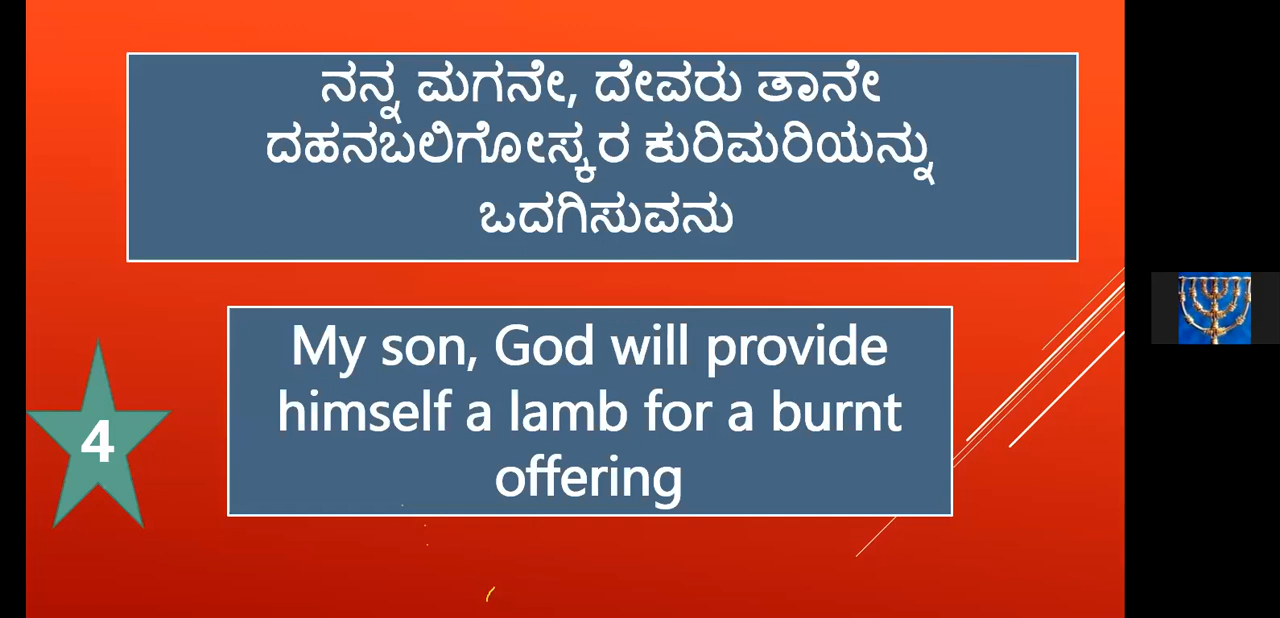 ನನ್ನ ಮಗನೇ, ದೇವರು ತಾನೇ
ದಹನಬಲಿಗೋಸ್ಕರ ಕುರಿಮರಿಯನ್ನು
ಒದಗಿಸುವನು
My son, God will provide
himself a lamb for a burnt
offering
4